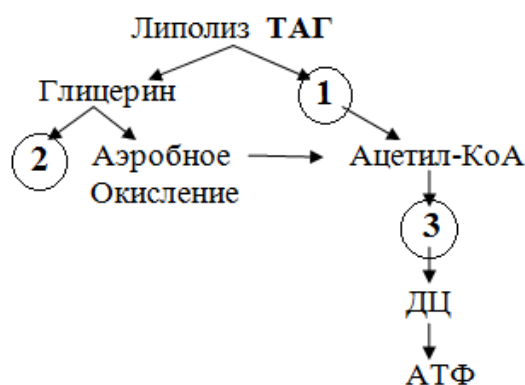 Липолиз ТАГ
Глицерин
1
2
Аэробное
Окисление
Ацетил-КоА
3
ДЦ
АТФ